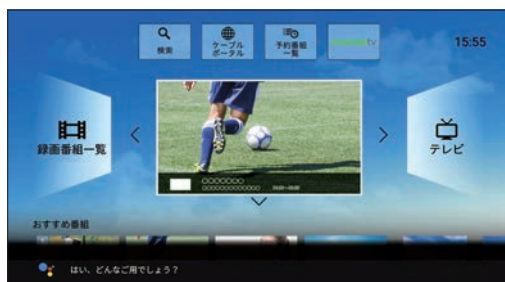 検索
ケーブル
ポータル
予約番組
一覧
15:55
録画番組一覧
テレビ
○○○○○○○
○○○○○○○○○○○○○
おすすめ番組
はい、どんなご用でしょう?